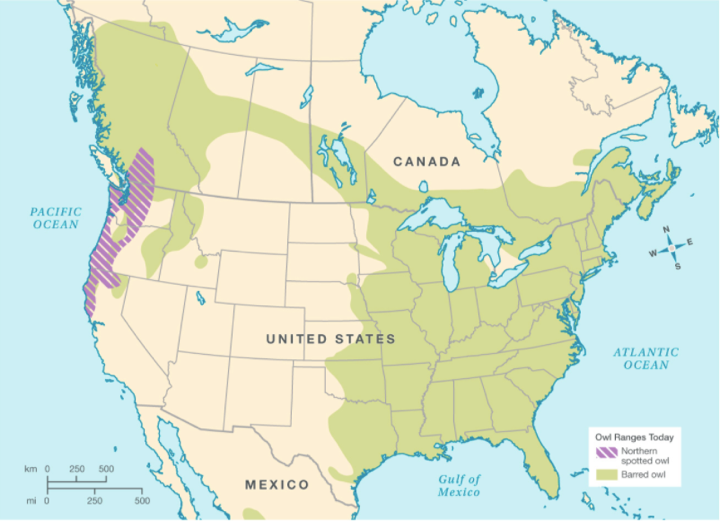 CANADA
PACIFIC
OCEAN
N
W
E
S
UNITED STATES
ATLANTIC
OCEAN
Owl Ranges Today
Northern
spotted owl
Barred owl
km 0 250 500
mi 0 250 500
MEXICO
Gulf of
Mexico